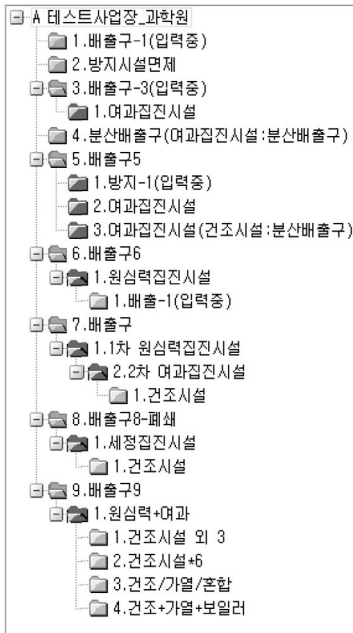 A 테스트사업장_과학원
1.배출구-1(입력중)
2.방지시설면제
3.배출구-3(입력중)
1.여과집진시설
4.분산배출구(여과집진시설:분산배출구)
5.배출구5
1.방지-1(입력중)
2.여과집진시설
3.여과집진시설(건조시설:분산배출구)
6.배출구6
1.원심력집진시설
1.배출-1(입력중)
7.배출구
1.1차 원심력집진시설
2.2차 여과집진시설
1.건조시설
8.배출구8-폐쇄
1.세정집진시설
1.건조시설
9.배출구9
1.원심력+여과
1.건조시설 외 3
2.건조시설*6
3.건조/가열/혼합
4.건조+가열+보일러